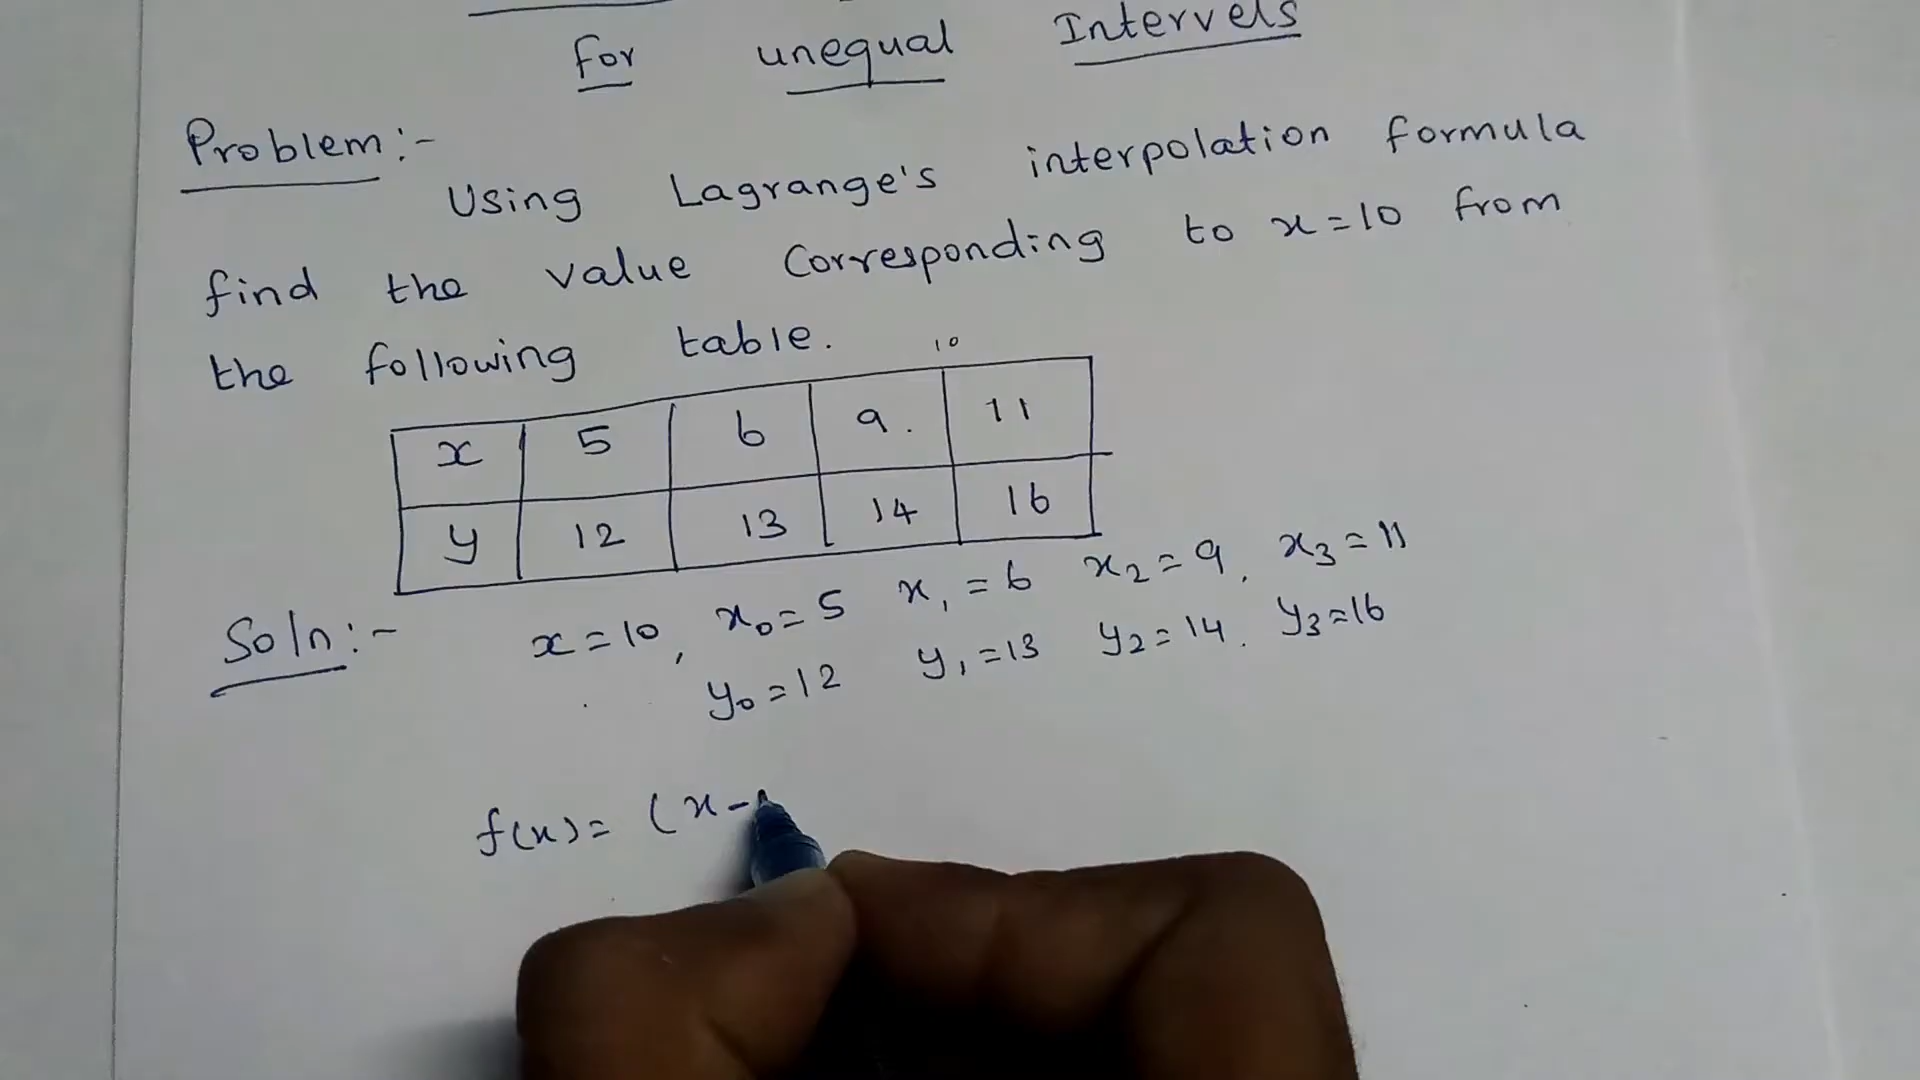 for unequal Intervels
Problem:-
Using Lagrange's interpolation formula
find the value Corresponding to x=10 from
the following table.
10
x 5 6 9. 11
y 12 13 14 16
Soln:- x=10, x₀=5 x₁=6 x₂=9, x₃=11
y₀=12 y₁=13 y₂=14. y₃=16
f(x)= (x-